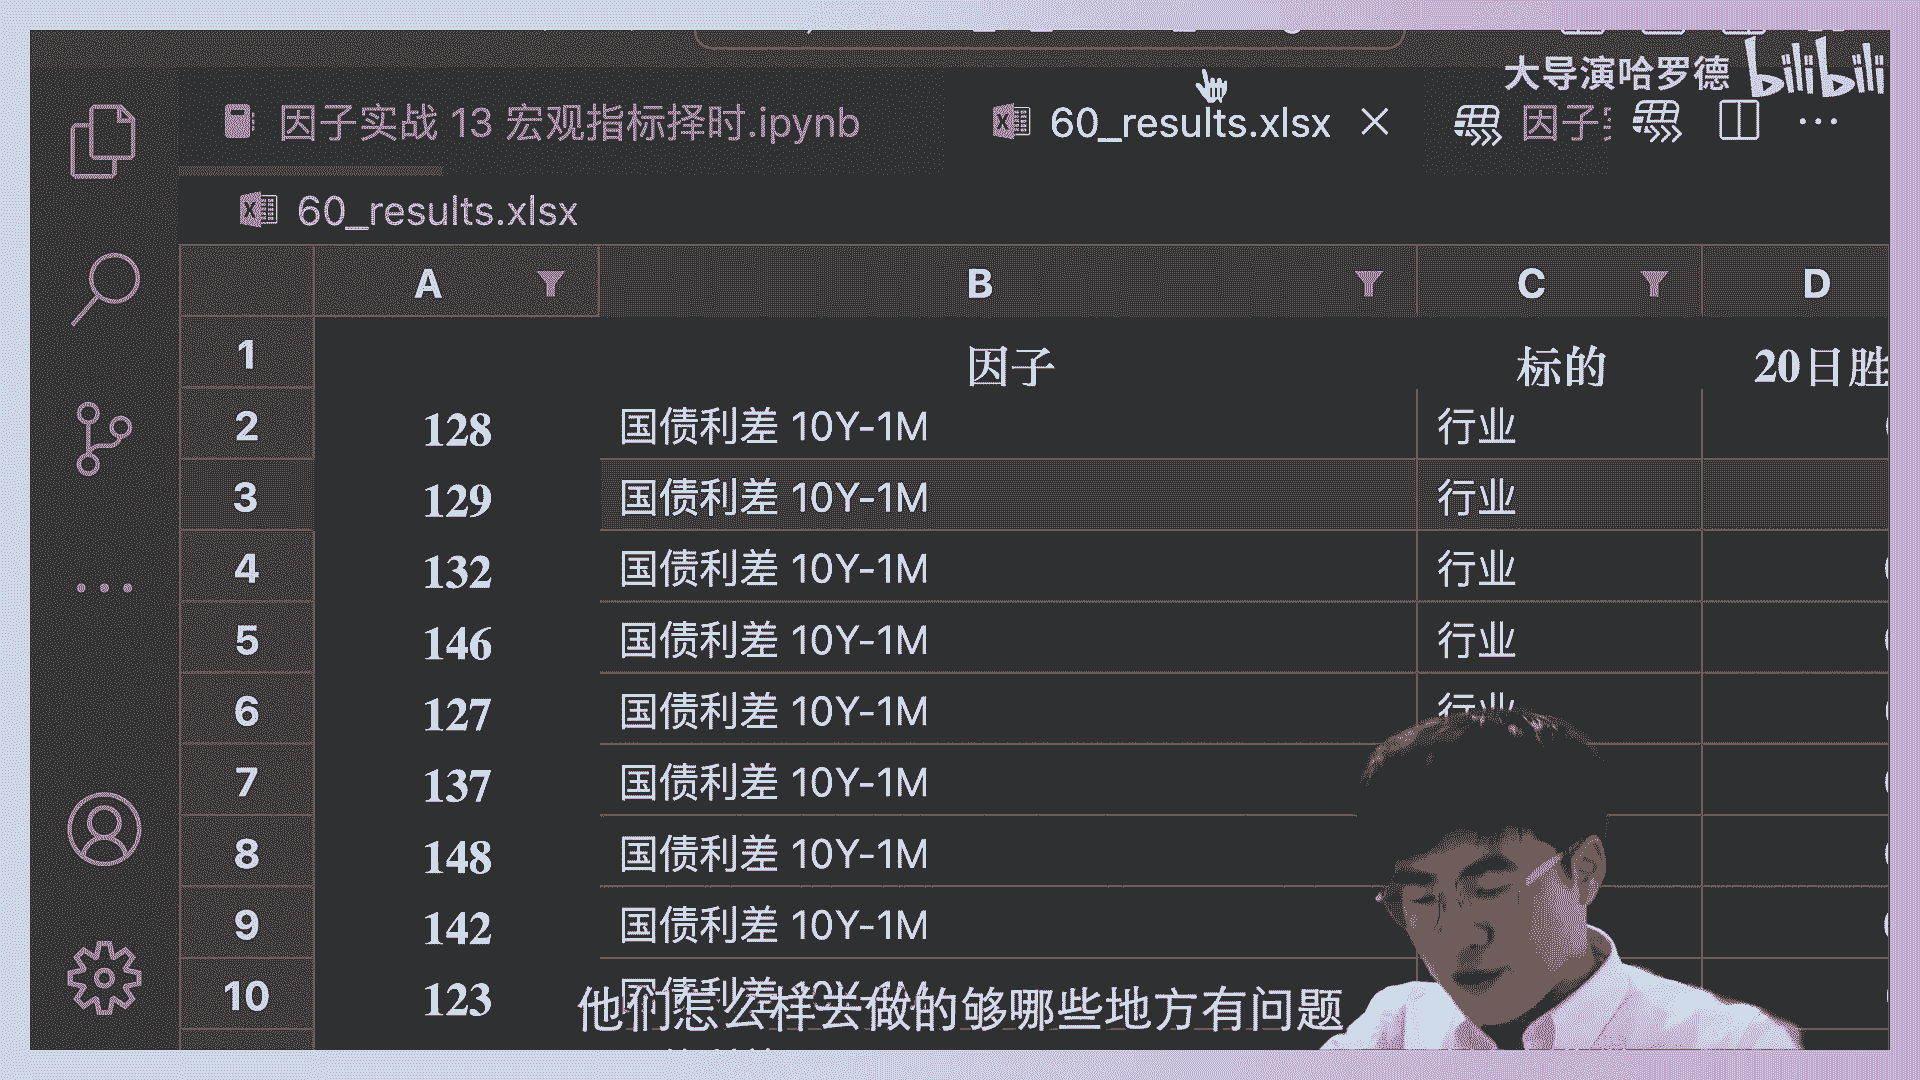 大导演哈罗德 bilibili
因子实战 13 宏观指标择时.ipynb
60_results.xlsx
因子
60_results.xlsx
A B C D
1 因子 标的 20日胜
2 128 国债利差 10Y-1M 行业
3 129 国债利差 10Y-1M 行业
4 132 国债利差 10Y-1M 行业
5 146 国债利差 10Y-1M 行业
6 127 国债利差 10Y-1M 行业
7 137 国债利差 10Y-1M
8 148 国债利差 10Y-1M
9 142 国债利差 10Y-1M
10 123 国债利差 10Y-1M
他们怎么样去做的够哪些地方有问题